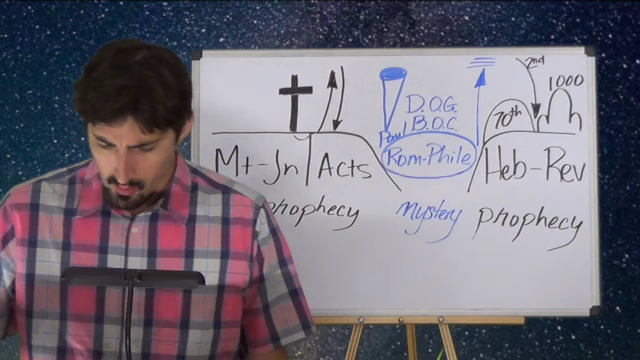 2nd
1000
D.O.G.
B.O.C.
70th
Paul
Mt-Jn Acts Rom-Phile Heb-Rev
prophecy mystery prophecy